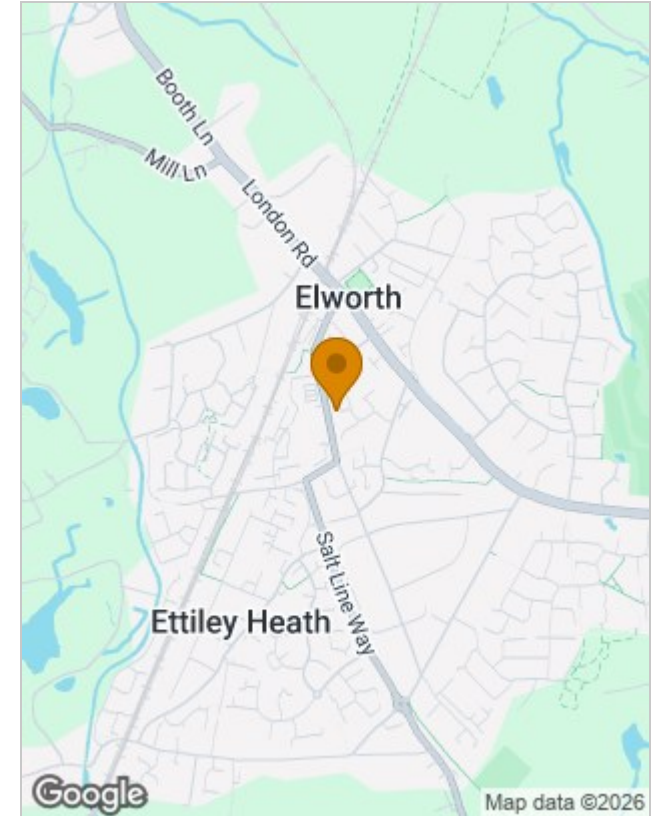 Booth Ln
Mill Ln
London Rd
Elworth
Salt Line Way
Ettiley Heath
Google
Map data ©2026